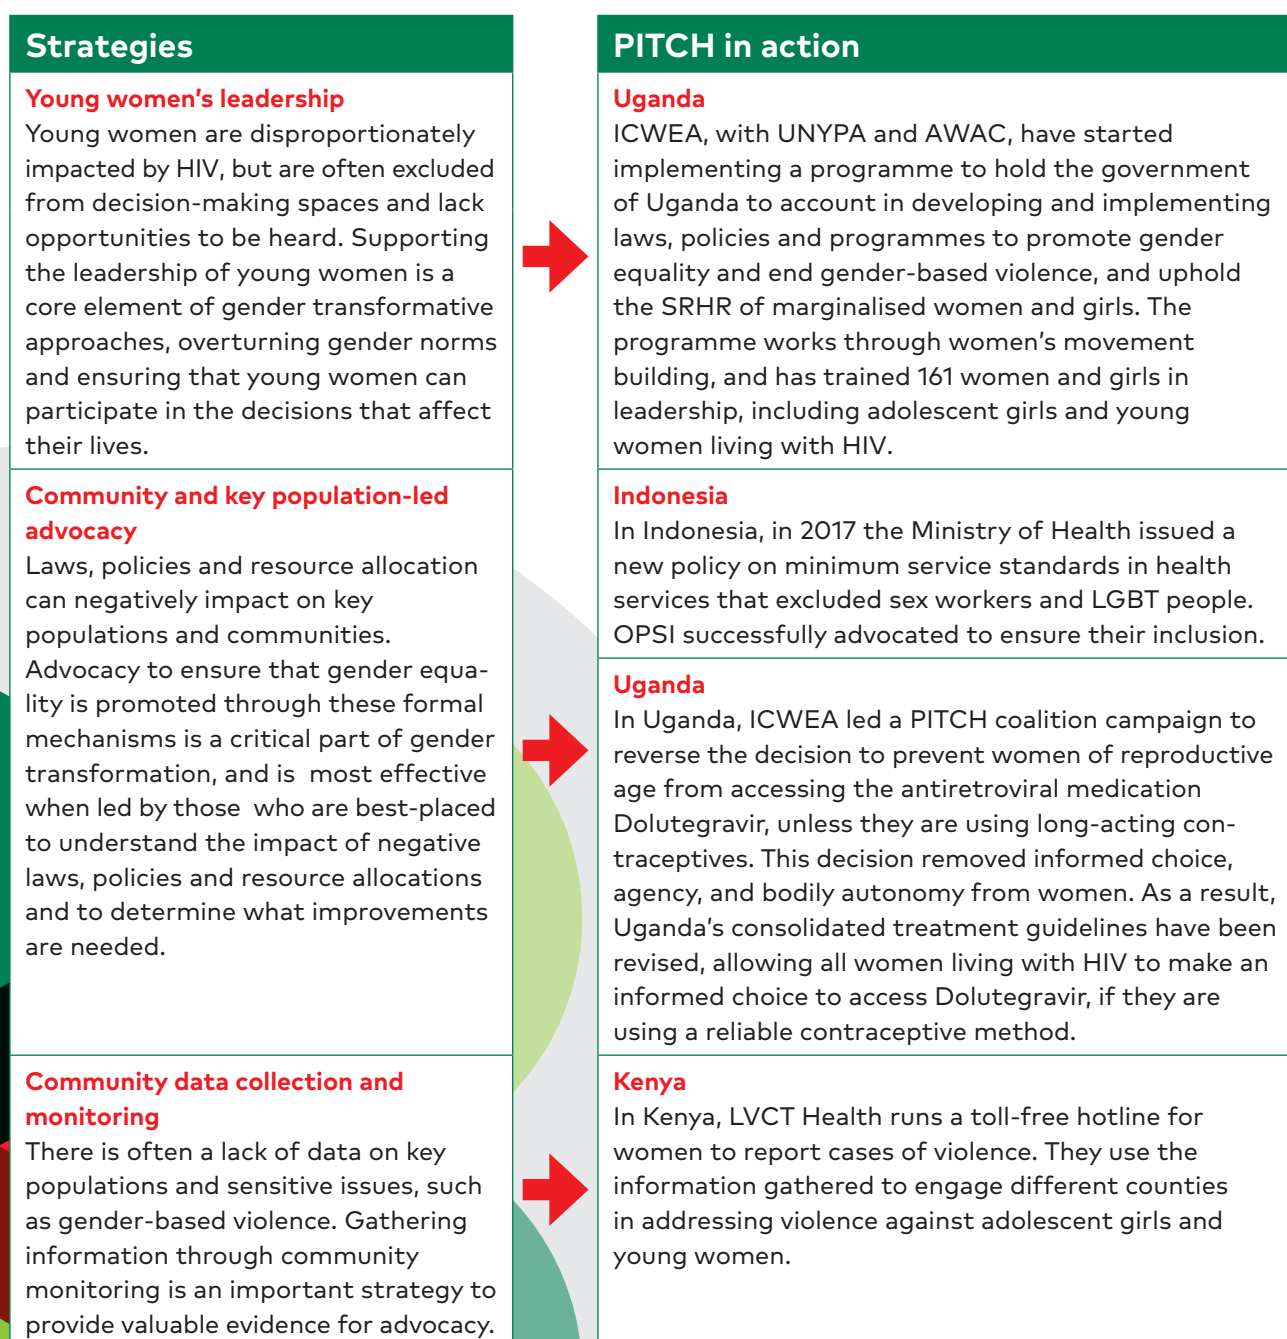 Strategies
Young women's leadership
Young women are disproportionately
impacted by HIV, but are often excluded
from decision-making spaces and lack
opportunities to be heard. Supporting
the leadership of young women is a
core element of gender transformative
approaches, overturning gender norms
and ensuring that young women can
participate in the decisions that affect
their lives.
Community and key population-led
advocacy
Laws, policies and resource allocation
can negatively impact on key
populations and communities.
Advocacy to ensure that gender equa-
lity is promoted through these formal
mechanisms is a critical part of gender
transformation, and is  most effective
when led by those  who are best-placed
to understand the impact of negative
laws, policies and resource allocations
and to determine what improvements
are needed.
Community data collection and
monitoring
There is often a lack of data on key
populations and sensitive issues, such
as gender-based violence. Gathering
information through community
monitoring is an important strategy to
provide valuable evidence for advocacy.
PITCH in action
Uganda
ICWEA, with UNYPA and AWAC, have started
implementing a programme to hold the government
of Uganda to account in developing and implementing
laws, policies and programmes to promote gender
equality and end gender-based violence, and uphold
the SRHR of marginalised women and girls. The
programme works through women's movement
building, and has trained 161 women and girls in
leadership, including adolescent girls and young
women living with HIV.
Indonesia
In Indonesia, in 2017 the Ministry of Health issued a
new policy on minimum service standards in health
services that excluded sex workers and LGBT people.
OPSI successfully advocated to ensure their inclusion.
Uganda
In Uganda, ICWEA led a PITCH coalition campaign to
reverse the decision to prevent women of reproductive
age from accessing the antiretroviral medication
Dolutegravir, unless they are using long-acting con-
traceptives. This decision removed informed choice,
agency, and bodily autonomy from women. As a result,
Uganda's consolidated treatment guidelines have been
revised, allowing all women living with HIV to make an
informed choice to access Dolutegravir, if they are
using a reliable contraceptive method.
Kenya
In Kenya, LVCT Health runs a toll-free hotline for
women to report cases of violence. They use the
information gathered to engage different counties
in addressing violence against adolescent girls and
young women.